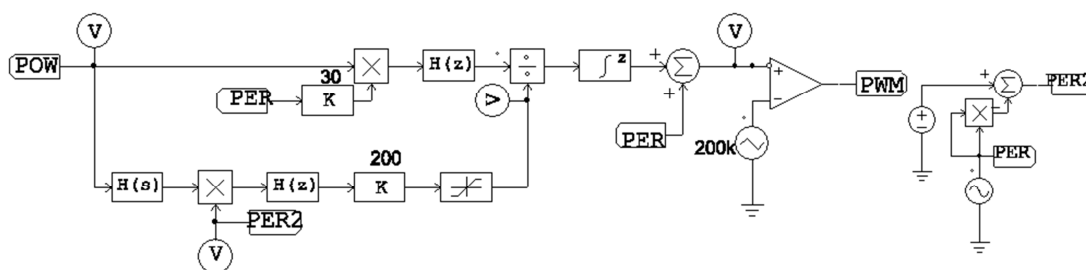 V
V
POW
30
H(z)
∫z
Σ
PER
K
V
PWM
PER2
200k
PER
200
H(s)
H(z)
K
PER
PER2
V